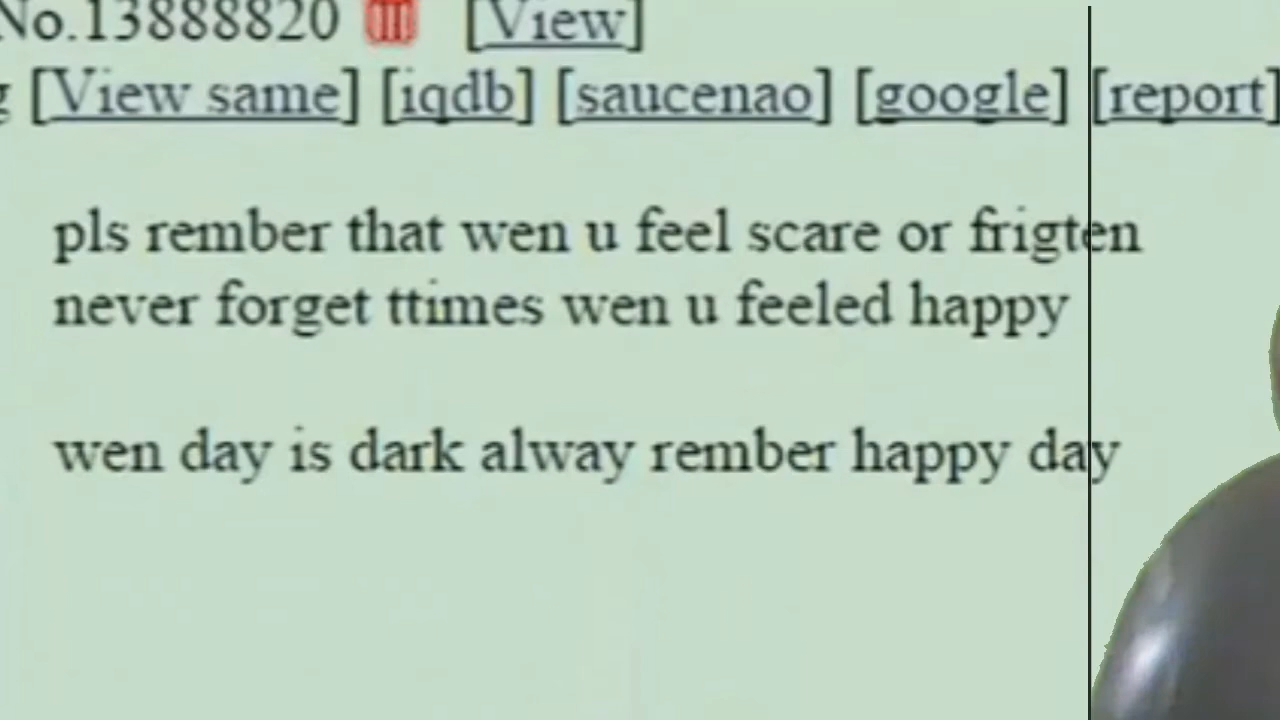 No.13888820 [View]
g [View same] [iqdb] [saucenao] [google] [report]
pls rember that wen u feel scare or frigten
never forget ttimes wen u feeled happy
wen day is dark alway rember happy day